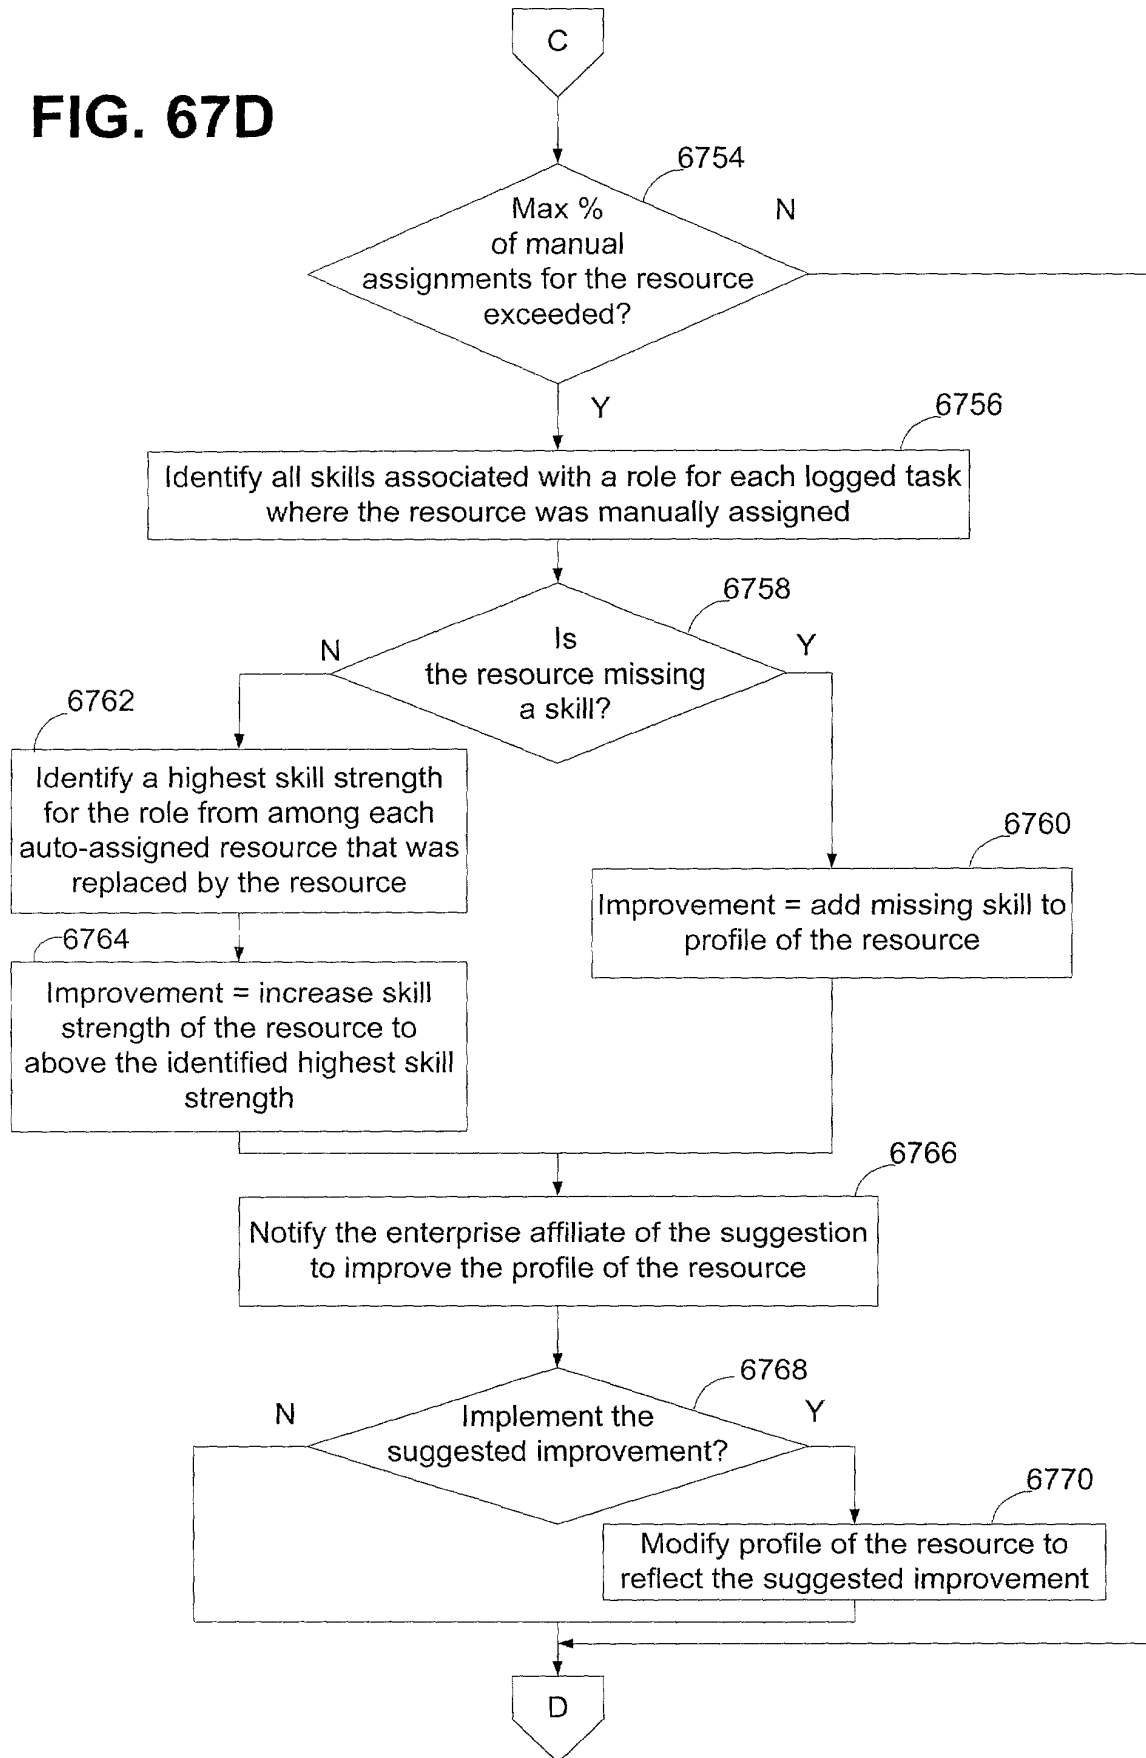 C
FIG. 67D
6754
Max %
of manual
assignments for the resource
exceeded?
N
Y
6756
Identify all skills associated with a role for each logged task
where the resource was manually assigned
6758
Is
the resource missing
a skill?
N
Y
6762
Identify a highest skill strength
for the role from among each
auto-assigned resource that was
replaced by the resource
6760
Improvement = add missing skill to
profile of the resource
6764
Improvement = increase skill
strength of the resource to
above the identified highest skill
strength
6766
Notify the enterprise affiliate of the suggestion
to improve the profile of the resource
6768
Implement the
suggested improvement?
N
Y
6770
Modify profile of the resource to
reflect the suggested improvement
D